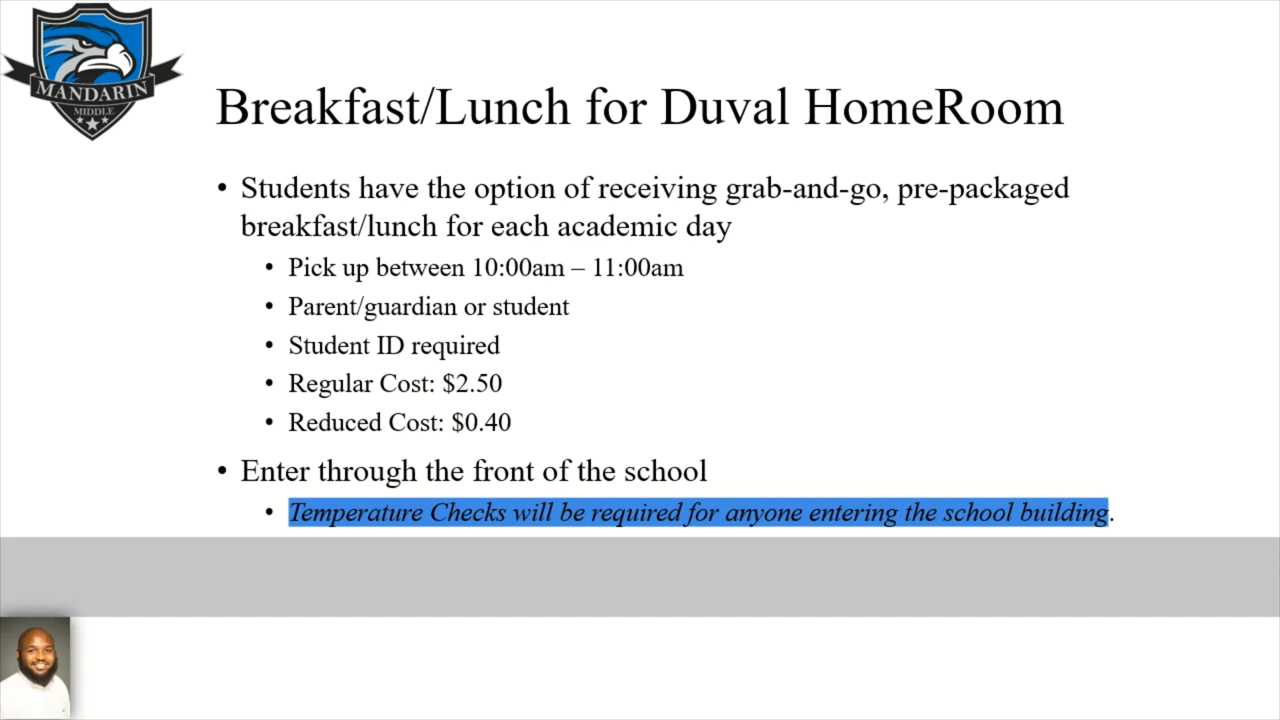 MANDARIN
MIDDLE
Breakfast/Lunch for Duval HomeRoom
• Students have the option of receiving grab-and-go, pre-packaged
breakfast/lunch for each academic day
• Pick up between 10:00am – 11:00am
• Parent/guardian or student
• Student ID required
• Regular Cost: $2.50
• Reduced Cost: $0.40
• Enter through the front of the school
• Temperature Checks will be required for anyone entering the school building.